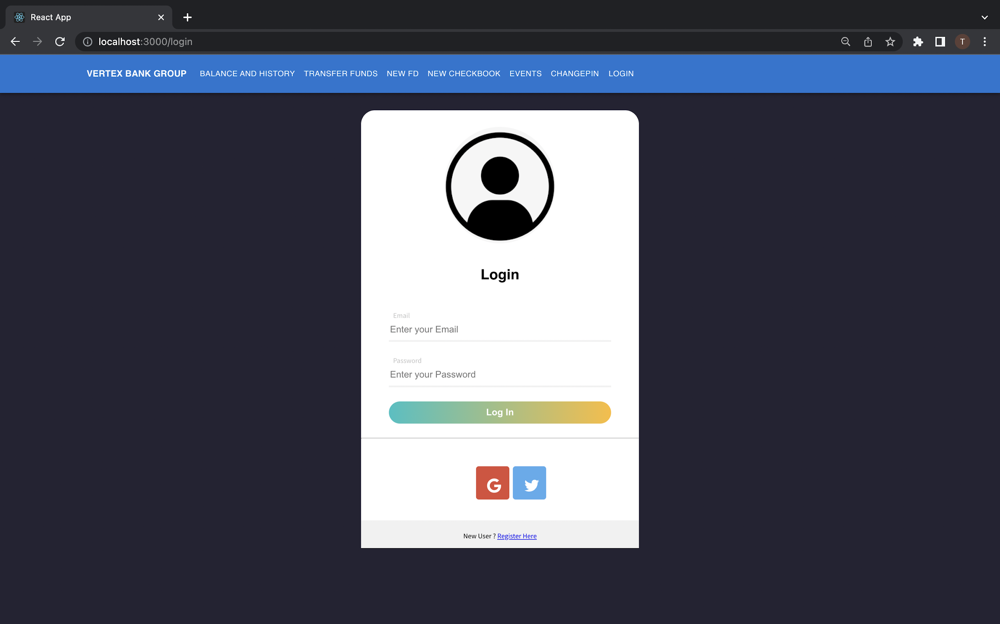 React App
localhost:3000/login
T
VERTEX BANK GROUP BALANCE AND HISTORY TRANSFER FUNDS NEW FD NEW CHECKBOOK EVENTS CHANGEPIN LOGIN
Login
Email
Enter your Email
Password
Enter your Password
Log In
G
New User ? Register Here